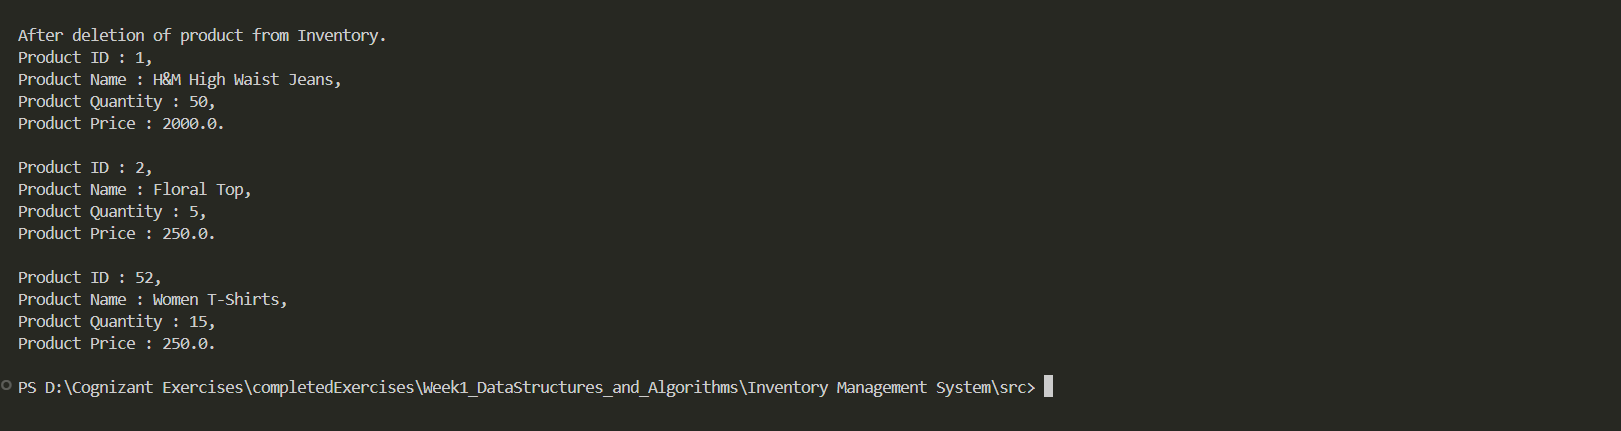 After deletion of product from Inventory.
Product ID : 1,
Product Name : H&M High Waist Jeans,
Product Quantity : 50,
Product Price : 2000.0.
Product ID : 2,
Product Name : Floral Top,
Product Quantity : 5,
Product Price : 250.0.
Product ID : 52,
Product Name : Women T-Shirts,
Product Quantity : 15,
Product Price : 250.0.
PS D:\Cognizant Exercises\completedExercises\Week1_DataStructures_and_Algorithms\Inventory Management System\src>